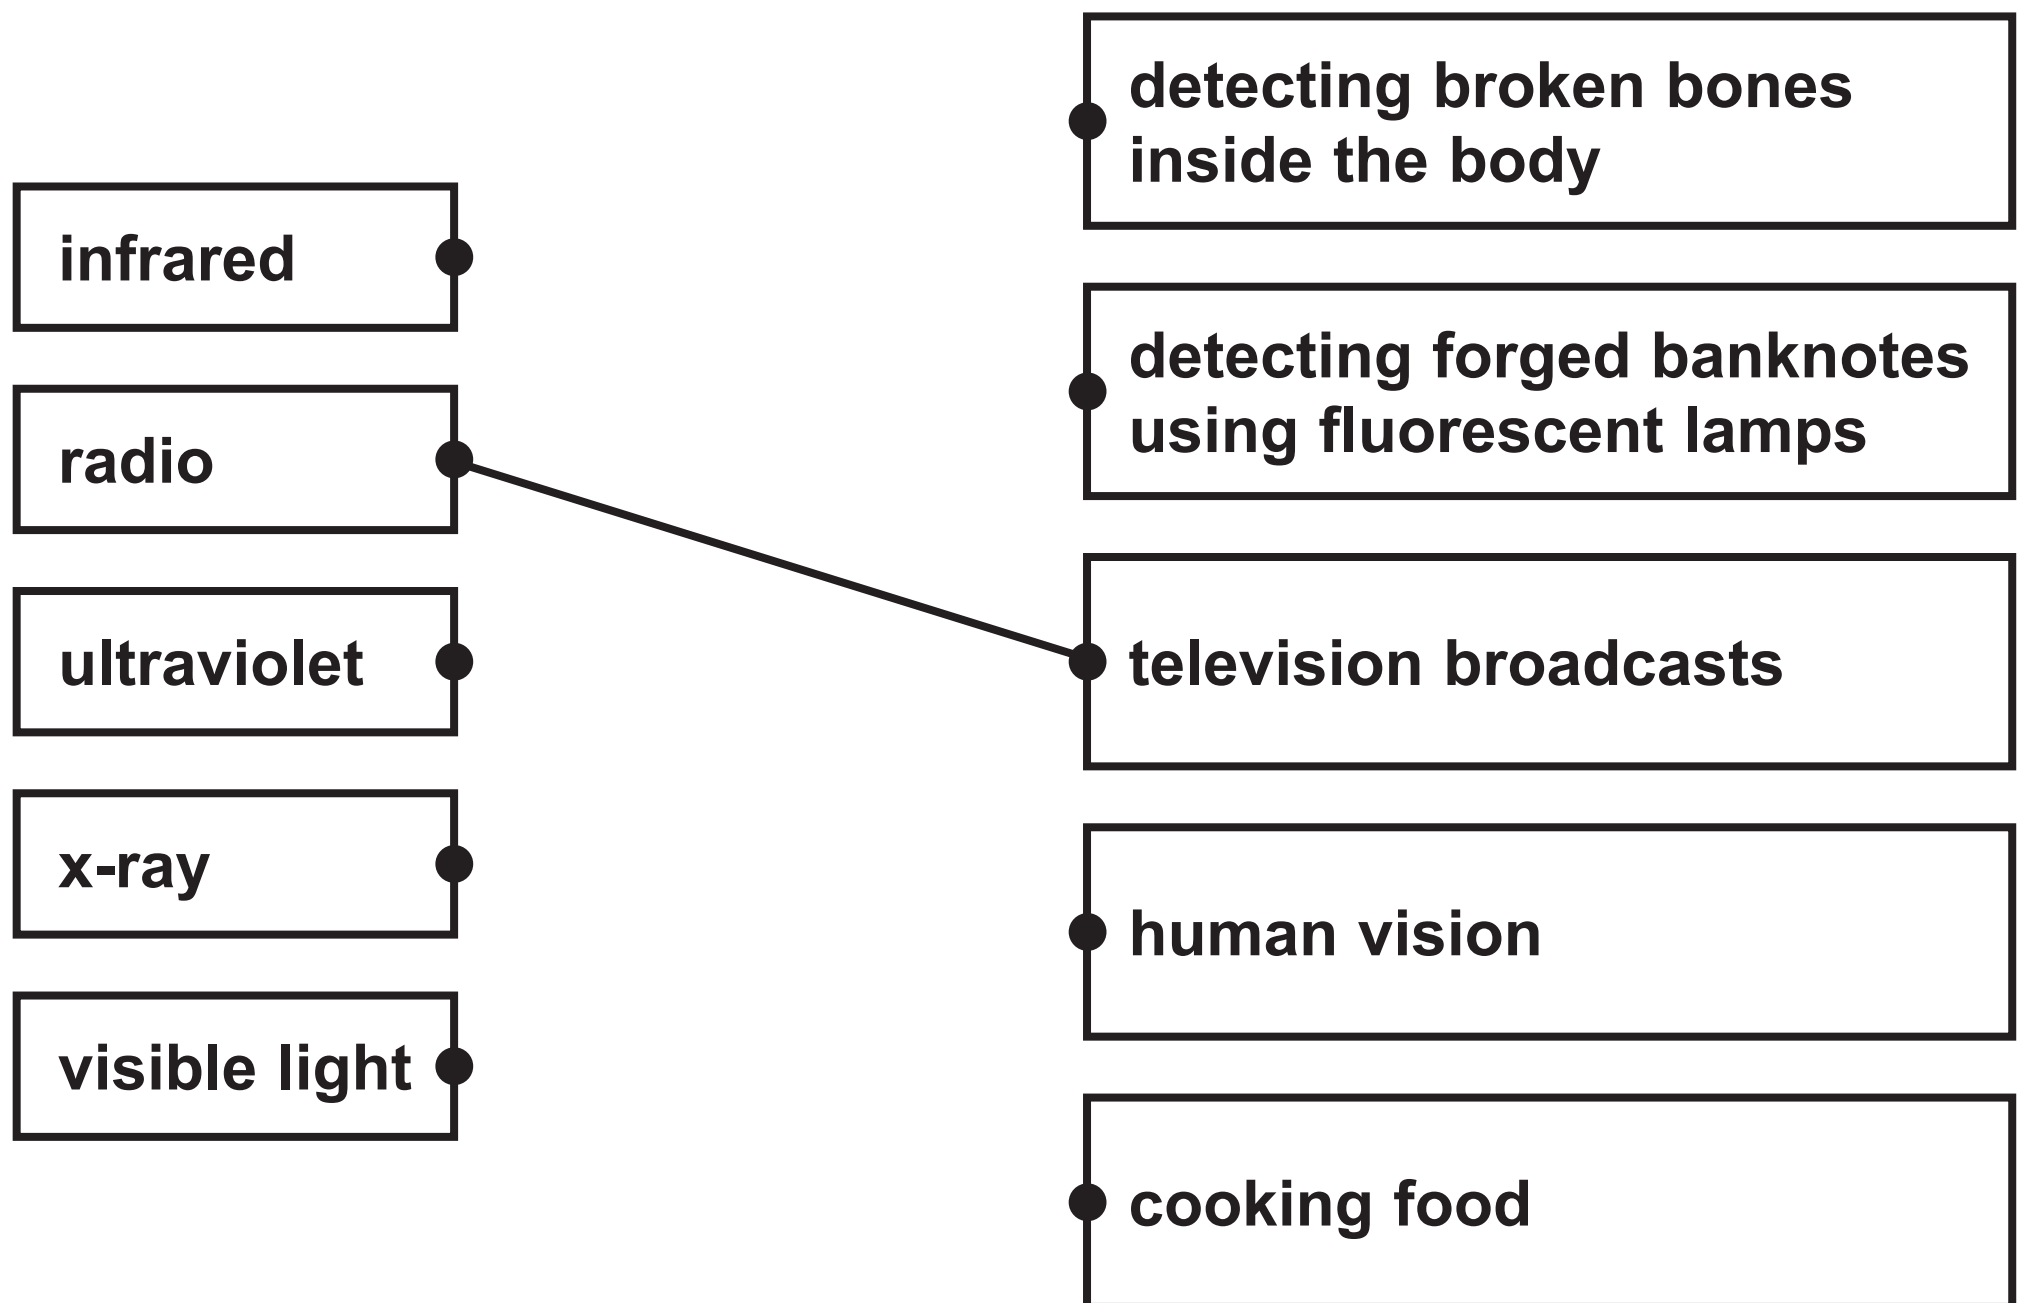 infrared
radio
ultraviolet
x-ray
visible light
detecting broken bones
inside the body
detecting forged banknotes
using fluorescent lamps
television broadcasts
human vision
cooking food